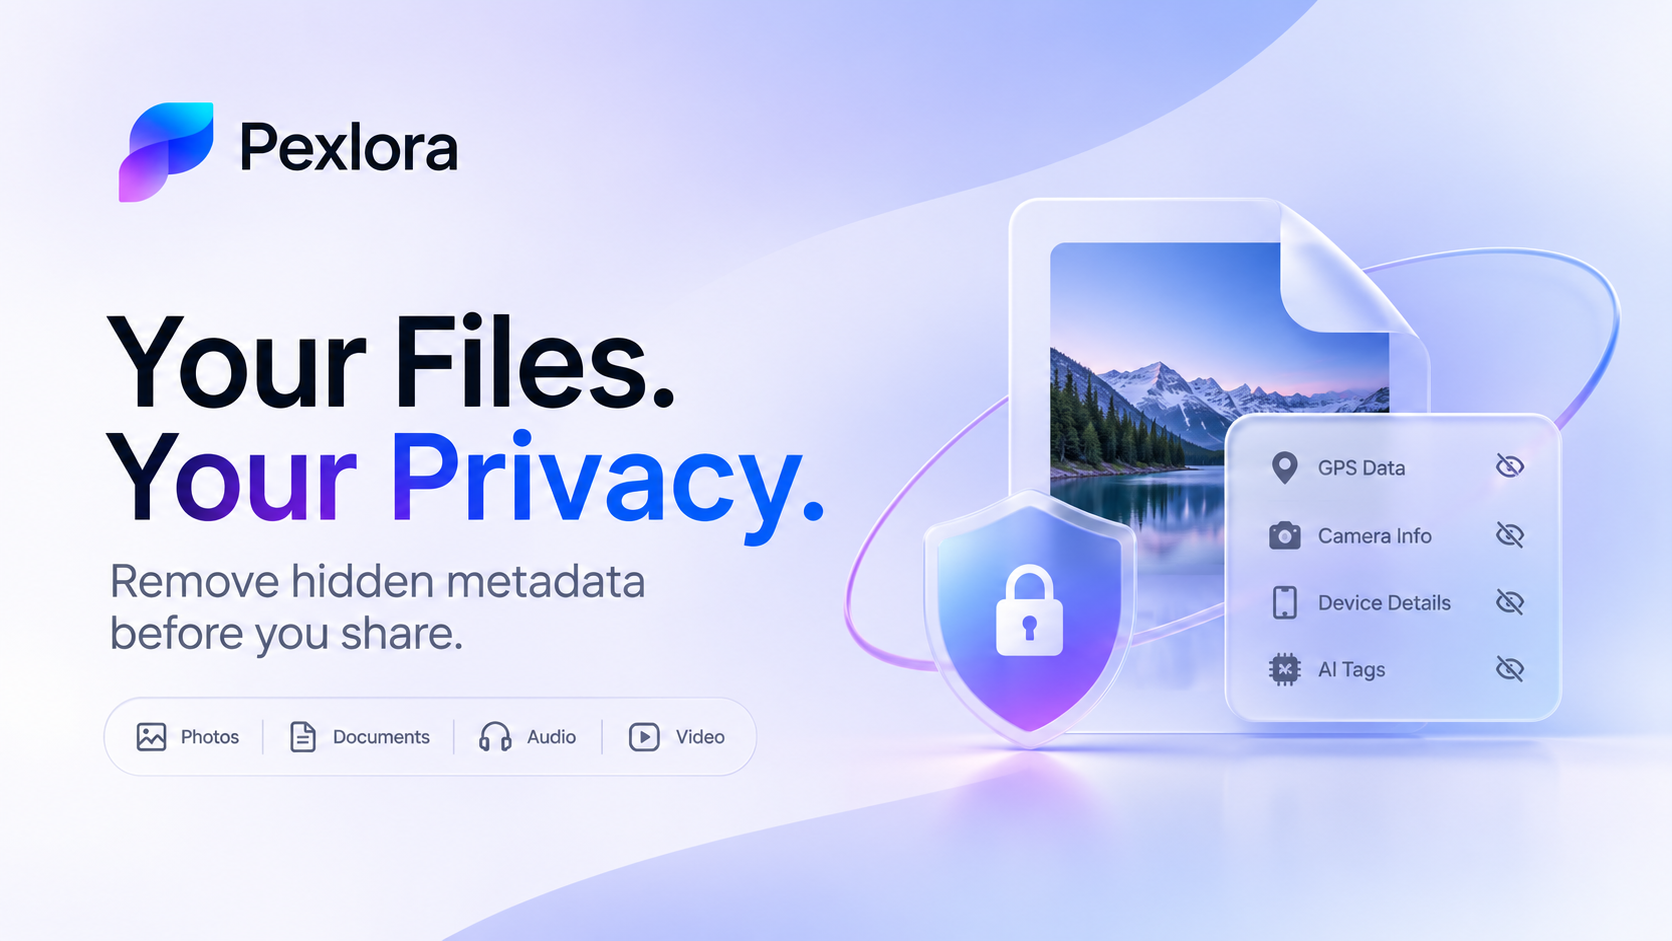 Pexlora
Your Files.
Your Privacy.
Remove hidden metadata
before you share.
Photos
Documents
Audio
Video
GPS Data
Camera Info
Device Details
AI Tags